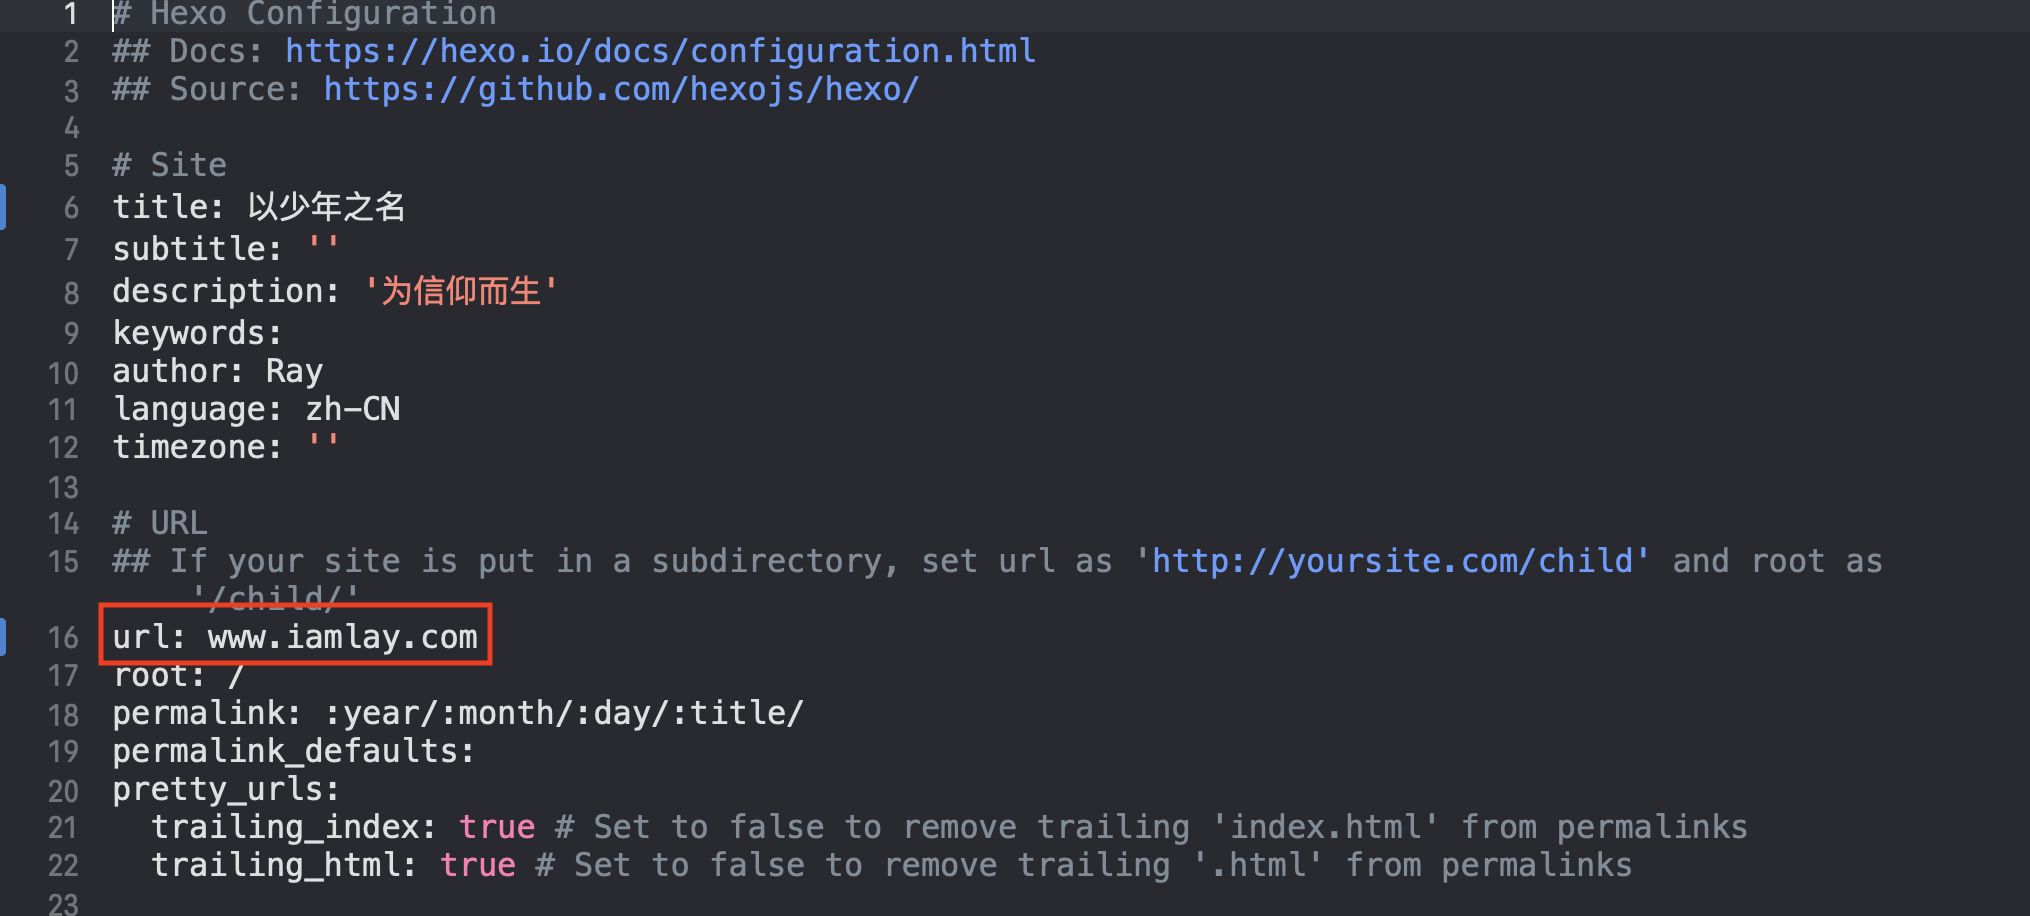 1 # Hexo Configuration
2 ## Docs: https://hexo.io/docs/configuration.html
3 ## Source: https://github.com/hexojs/hexo/
4
5 # Site
6 title: 以少年之名
7 subtitle: ''
8 description: '为信仰而生'
9 keywords:
10 author: Ray
11 language: zh-CN
12 timezone: ''
13
14 # URL
15 ## If your site is put in a subdirectory, set url as 'http://yoursite.com/child' and root as
'/child/'
16 url: www.iamlay.com
17 root: /
18 permalink: :year/:month/:day/:title/
19 permalink_defaults:
20 pretty_urls:
21 trailing_index: true # Set to false to remove trailing 'index.html' from permalinks
22 trailing_html: true # Set to false to remove trailing '.html' from permalinks
23